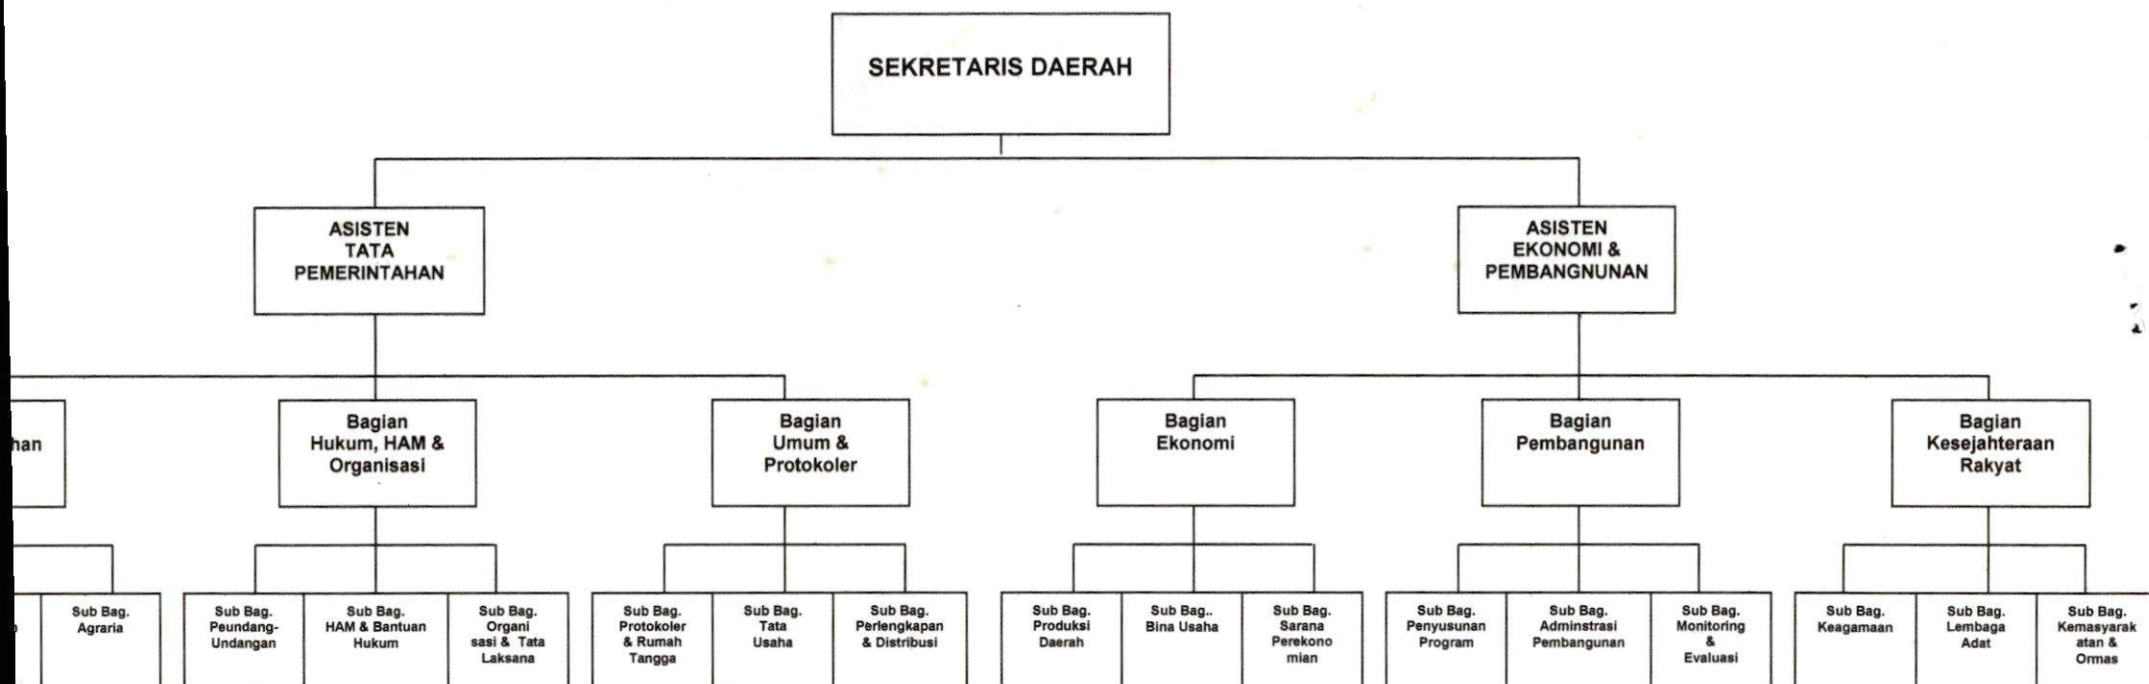 SEKRETARIS DAERAH
ASISTEN
TATA
PEMERINTAHAN
ASISTEN
EKONOMI &
PEMBANGNUNAN
han
Bagian
Hukum, HAM &
Organisasi
Bagian
Umum &
Protokoler
Bagian
Ekonomi
Bagian
Pembangunan
Bagian
Kesejahteraan
Rakyat
Sub Bag.
Agraria
Sub Bag.
Peundang-
Undangan
Sub Bag.
HAM & Bantuan
Hukum
Sub Bag.
Organi
sasi & Tata
Laksana
Sub Bag.
Protokoler
& Rumah
Tangga
Sub Bag.
Tata
Usaha
Sub Bag.
Perlengkapan
& Distribusi
Sub Bag.
Produksi
Daerah
Sub Bag..
Bina Usaha
Sub Bag.
Sarana
Perekono
mian
Sub Bag.
Penyusunan
Program
Sub Bag.
Adminstrasi
Pembangunan
Sub Bag.
Monitoring
&
Evaluasi
Sub Bag.
Keagamaan
Sub Bag.
Lembaga
Adat
Sub Bag.
Kemasyarak
atan &
Ormas